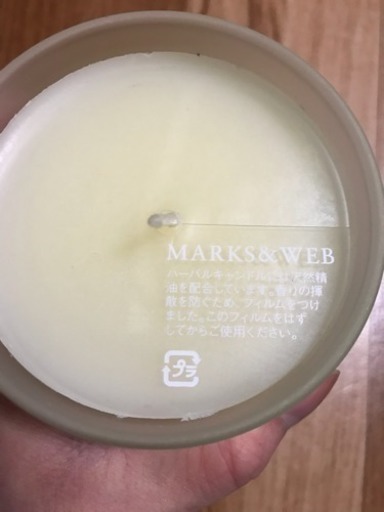 MARKS&WEB
ハーバルキャンドルには天然精
油を配合しています。香りの揮
散を防ぐため、フィルムをつけ
ました。このフィルムをはず
してからご使用ください。
プラ